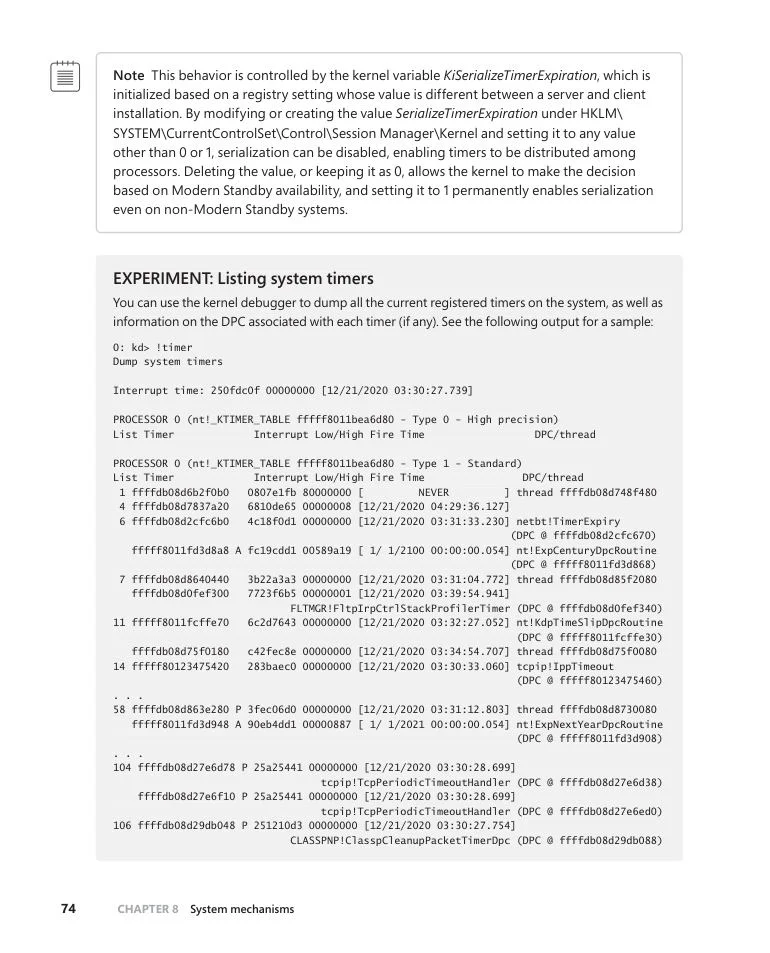 Note This behavior is controlled by the kernel variable KiSerializeTimerExpiration, which is
initialized based on a registry setting whose value is different between a server and client
installation. By modifying or creating the value SerializeTimerExpiration under HKLM\
SYSTEM\CurrentControlSet\Control\Session Manager\Kernel and setting it to any value
other than 0 or 1, serialization can be disabled, enabling timers to be distributed among
processors. Deleting the value, or keeping it as 0, allows the kernel to make the decision
based on Modern Standby availability, and setting it to 1 permanently enables serialization
even on non-Modern Standby systems.
EXPERIMENT: Listing system timers
You can use the kernel debugger to dump all the current registered timers on the system, as well as
information on the DPC associated with each timer (if any). See the following output for a sample:
0: kd> !timer
Dump system timers
Interrupt time: 250fdc0f 00000000 [12/21/2020 03:30:27.739]
PROCESSOR 0 (nt!_KTIMER_TABLE fffff8011bea6d80 - Type 0 - High precision)
List Timer             Interrupt Low/High Fire Time                  DPC/thread
PROCESSOR 0 (nt!_KTIMER_TABLE fffff8011bea6d80 - Type 1 - Standard)
List Timer             Interrupt Low/High Fire Time                DPC/thread
 1 ffffdb08d6b2f0b0   0807e1fb 80000000 [         NEVER         ] thread ffffdb08d748f480
 4 ffffdb08d7837a20   6810de65 00000008 [12/21/2020 04:29:36.127]
 6 ffffdb08d2cfc6b0   4c18f0d1 00000000 [12/21/2020 03:31:33.230] netbt!TimerExpiry
                                                                (DPC @ ffffdb08d2cfc670)
   fffff8011fd3d8a8 A fc19cdd1 00589a19 [ 1/ 1/2100 00:00:00.054] nt!ExpCenturyDpcRoutine
                                                                (DPC @ fffff8011fd3d868)
 7 ffffdb08d8640440   3b22a3a3 00000000 [12/21/2020 03:31:04.772] thread ffffdb08d85f2080
   ffffdb08d0fef300   7723f6b5 00000001 [12/21/2020 03:39:54.941]
                             FLTMGR!FltpIrpCtrlStackProfilerTimer (DPC @ ffffdb08d0fef340)
11 fffff8011fcffe70   6c2d7643 00000000 [12/21/2020 03:32:27.052] nt!KdpTimeSlipDpcRoutine
                                                                 (DPC @ fffff8011fcffe30)
   ffffdb08d75f0180   c42fec8e 00000000 [12/21/2020 03:34:54.707] thread ffffdb08d75f0080
14 fffff80123475420   283baec0 00000000 [12/21/2020 03:30:33.060] tcpip!IppTimeout
                                                                 (DPC @ fffff80123475460)
. . .
58 ffffdb08d863e280 P 3fec06d0 00000000 [12/21/2020 03:31:12.803] thread ffffdb08d8730080
   fffff8011fd3d948 A 90eb4dd1 00000887 [ 1/ 1/2021 00:00:00.054] nt!ExpNextYearDpcRoutine
                                                                 (DPC @ fffff8011fd3d908)
. . .
104 ffffdb08d27e6d78 P 25a25441 00000000 [12/21/2020 03:30:28.699]
                                  tcpip!TcpPeriodicTimeoutHandler (DPC @ ffffdb08d27e6d38)
    ffffdb08d27e6f10 P 25a25441 00000000 [12/21/2020 03:30:28.699]
                                  tcpip!TcpPeriodicTimeoutHandler (DPC @ ffffdb08d27e6ed0)
106 ffffdb08d29db048 P 251210d3 00000000 [12/21/2020 03:30:27.754]
                             CLASSPNP!ClasspCleanupPacketTimerDpc (DPC @ ffffdb08d29db088)
74 CHAPTER 8 System mechanisms